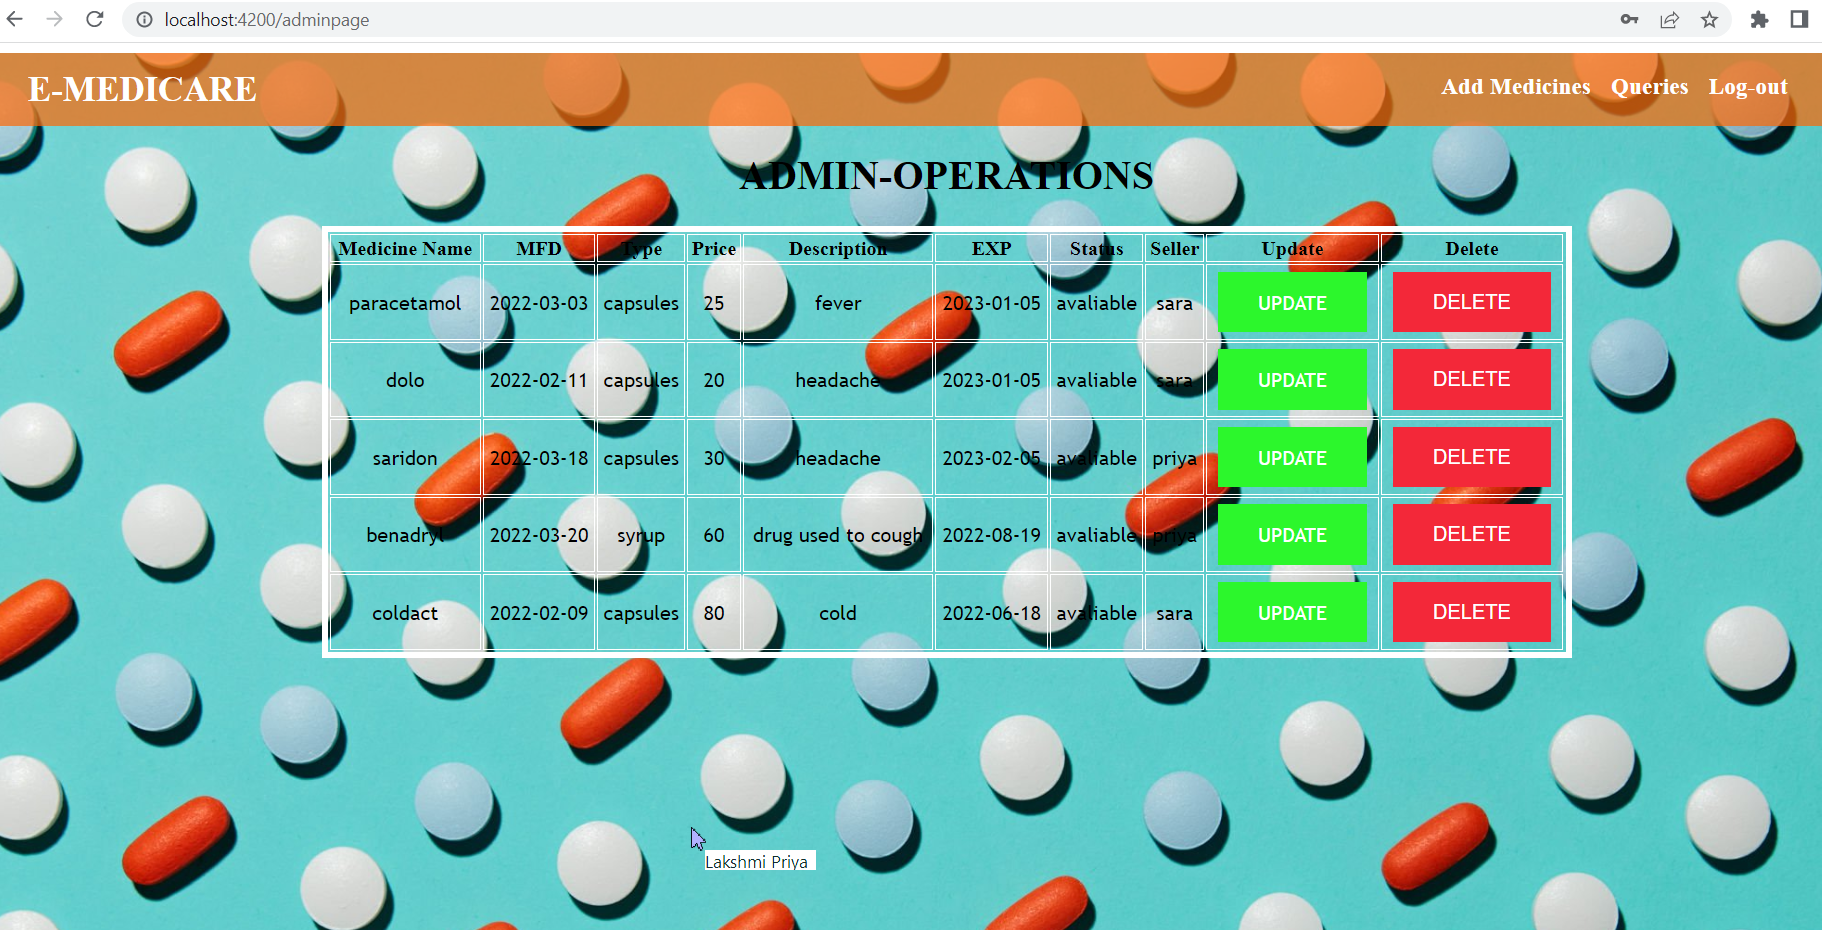 localhost:4200/adminpage
E-MEDICARE Add Medicines Queries Log-out
ADMIN-OPERATIONS
Medicine Name MFD Type Price Description EXP Status Seller Update Delete
paracetamol 2022-03-03 capsules 25 fever 2023-01-05 avaliable sara UPDATE DELETE
dolo 2022-02-11 capsules 20 headache 2023-01-05 avaliable sara UPDATE DELETE
saridon 2022-03-18 capsules 30 headache 2023-02-05 avaliable priya UPDATE DELETE
benadryl 2022-03-20 syrup 60 drug used to cough 2022-08-19 avaliable priya UPDATE DELETE
coldact 2022-02-09 capsules 80 cold 2022-06-18 avaliable sara UPDATE DELETE
Lakshmi Priya